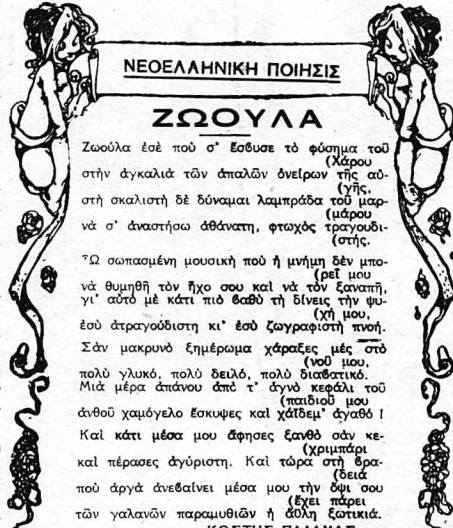 ΝΕΟΕΛΛΗΝΙΚΗ ΠΟΙΗΣΙΣ
ΖΩΟΥΛΑ
Ζωούλα ἐσὲ ποὺ σ' ἔσβυσε τὸ φύσημα τοῦ
(Χάρου
στὴν ἀγκαλιὰ τῶν ἁπαλῶν ὀνείρων τῆς αὐ-
(γῆς,
στὴ σκαλιστὴ δὲ δύναμαι λαμπράδα τοῦ μαρ-
(μάρου
νὰ σ' ἀναστήσω ἀθάνατη, φτωχὸς τραγουδι-
(στής.
Ὦ σωπασμένη μουσικὴ ποὺ ἡ μνήμη δὲν μπο-
(ρεῖ μου
νὰ θυμηθῆ τὸν ἦχο σου καὶ νὰ τὸν ξαναπῆ,
γι' αὐτὸ μὲ κάτι πιὸ βαθὺ τὴ δίνεις τὴν ψυ-
(χή μου,
ἐσὺ ἀτραγούδιστη κι' ἐσὺ ζωγραφιστὴ πνοή.
Σὰν μακρυνὸ ξημέρωμα χάραξες μὲς στὸ
(νοῦ μου,
πολὺ γλυκό, πολὺ δειλό, πολὺ διαβατικό.
Μιὰ μέρα ἀπάνου ἀπὸ τ' ἁγνὸ κεφάλι τοῦ
(παιδιοῦ μου
ἀνθοῦ χαμόγελο ἔσκυψες καὶ χάϊδεμ' ἀγαθό !
Καὶ κάτι μέσα μου ἄφησες ξανθὸ σὰν κε-
(χριμπάρι
καὶ πέρασες ἀγύριστη. Καὶ τώρα στὴ βρα-
(δειὰ
ποὺ ἀργὰ ἀνεβαίνει μέσα μου τὴν ὄψι σου
(ἔχει πάρει
τῶν γαλανῶν παραμυθιῶν ἡ ἄϋλη ξωτικιά.
ΚΩΣΤΗΣ ΠΑΛΑΜΑΣ